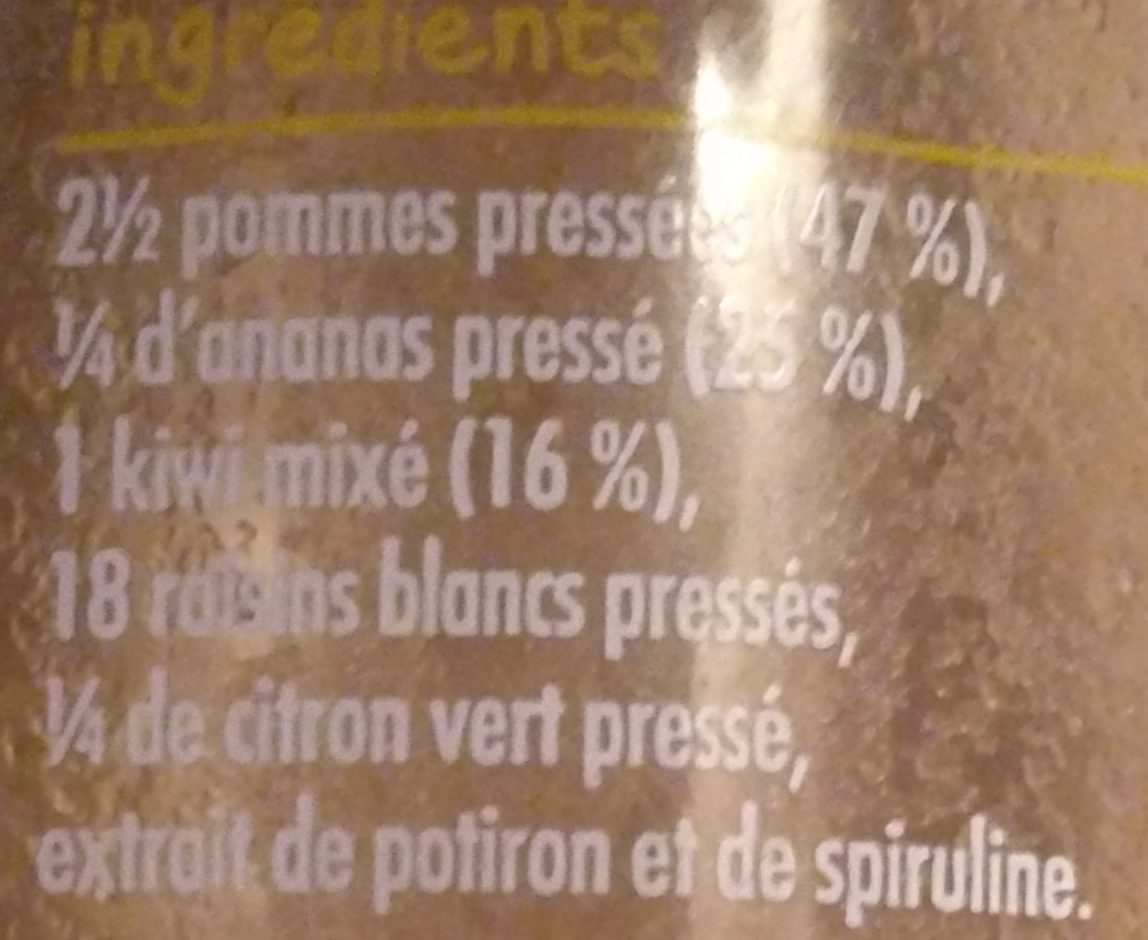 ingrédients
2½ pommes pressées (47 %),
¼ d'ananas pressé (25 %),
1 kiwi mixé (16 %),
18 raisins blancs pressés,
¼ de citron vert pressé,
extrait de potiron et de spiruline.